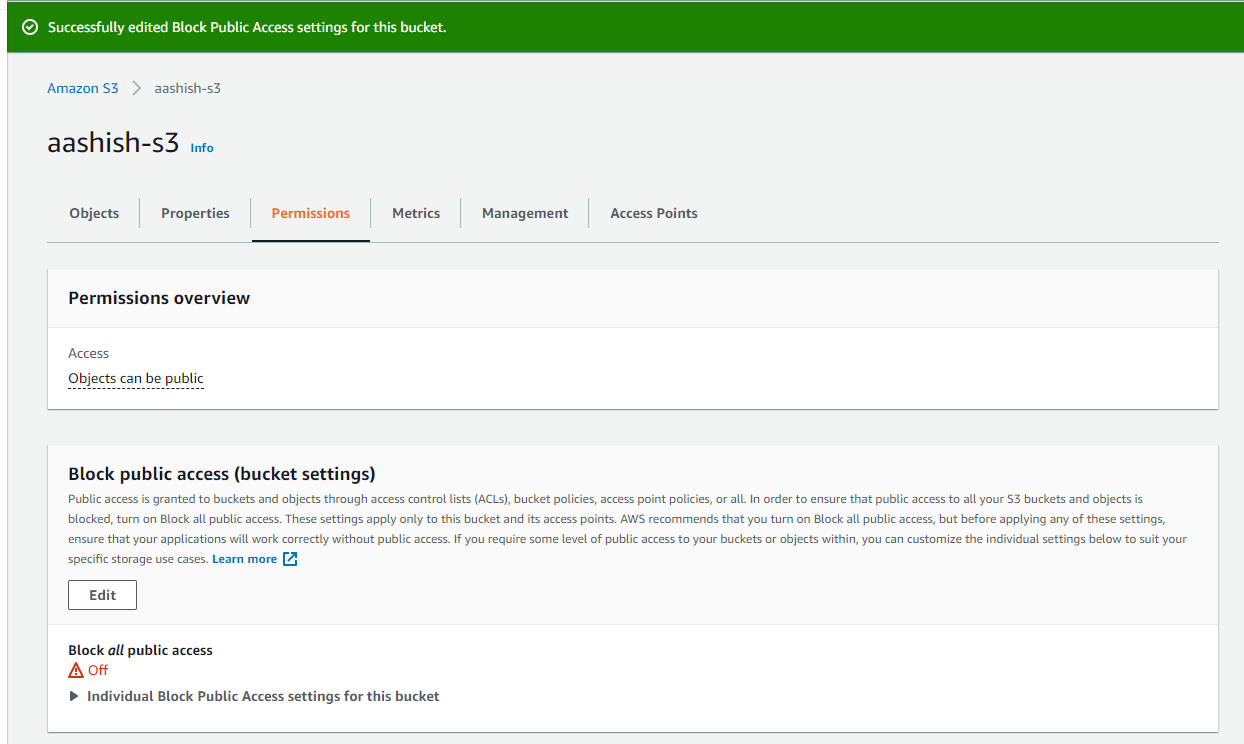 Successfully edited Block Public Access settings for this bucket.
Amazon S3 > aashish-s3
aashish-s3 Info
Objects Properties Permissions Metrics Management Access Points
Permissions overview
Access
Objects can be public
Block public access (bucket settings)
Public access is granted to buckets and objects through access control lists (ACLs), bucket policies, access point policies, or all. In order to ensure that public access to all your S3 buckets and objects is
blocked, turn on Block all public access. These settings apply only to this bucket and its access points. AWS recommends that you turn on Block all public access, but before applying any of these settings,
ensure that your applications will work correctly without public access. If you require some level of public access to your buckets or objects within, you can customize the individual settings below to suit your
specific storage use cases. Learn more
Edit
Block all public access
Off
Individual Block Public Access settings for this bucket